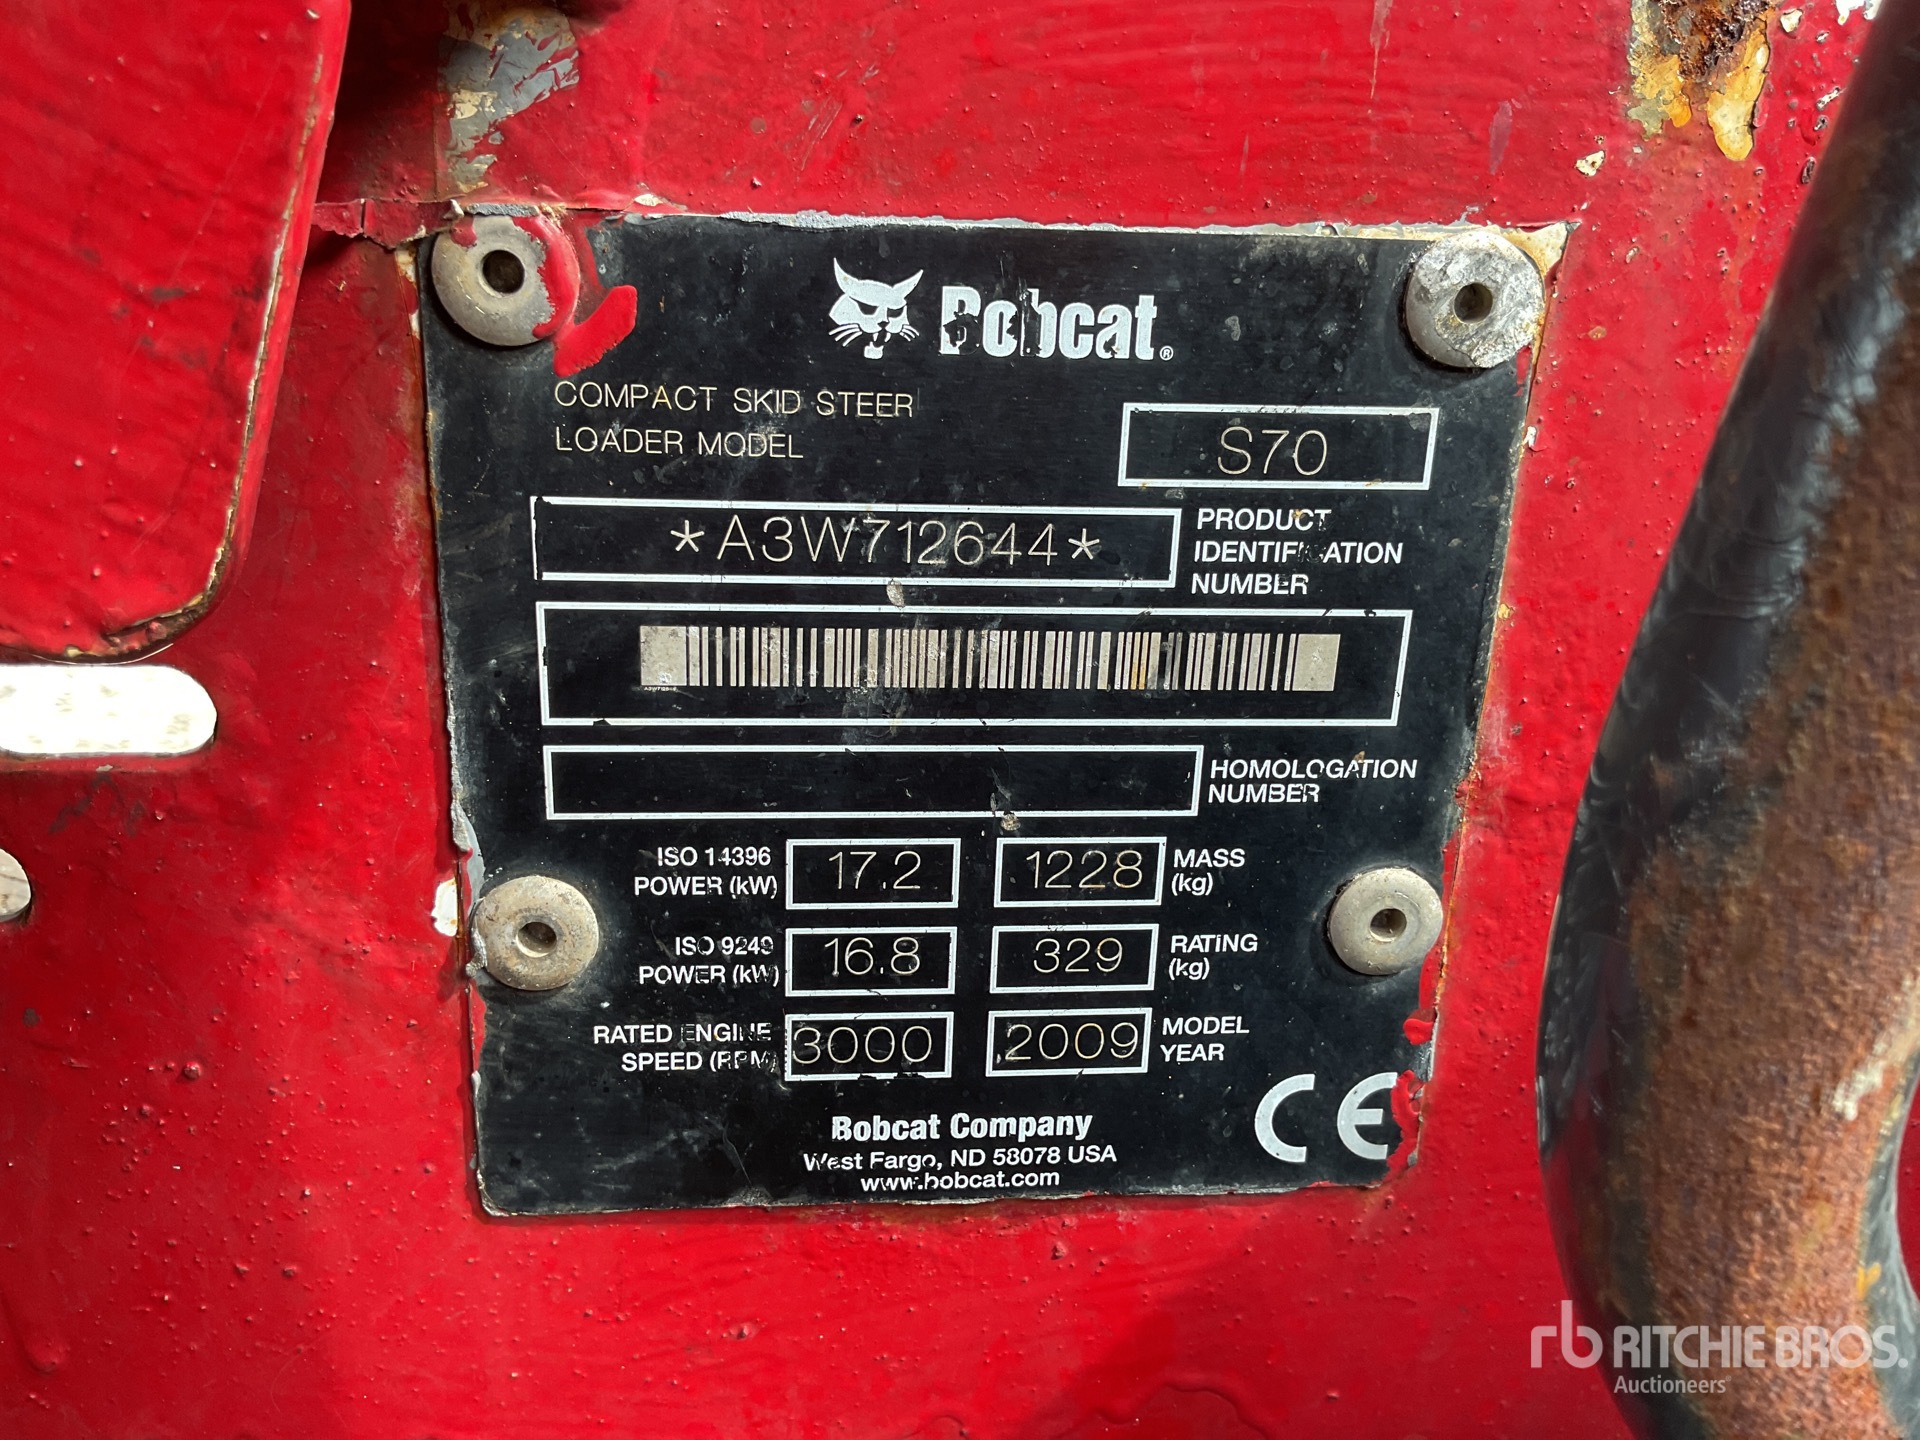 Bobcat®
COMPACT SKID STEER
LOADER MODEL
S70
*A3W712644*
PRODUCT
IDENTIFICATION
NUMBER
HOMOLOGATION
NUMBER
ISO 14396
POWER (kW)
17.2
1228
MASS
(kg)
ISO 9249
POWER (kW)
16.8
329
RATING
(kg)
RATED ENGINE
SPEED (RPM)
3000
2009
MODEL
YEAR
Bobcat Company
West Fargo, ND 58078 USA
www.bobcat.com
CE
rb RITCHIE BROS.
Auctioneers